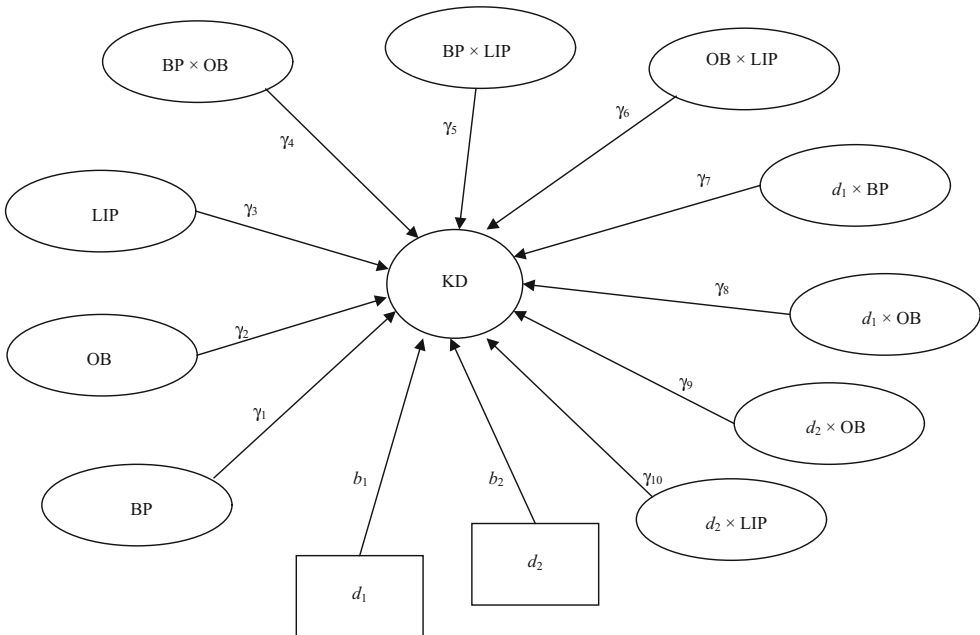 BP × OB
BP × LIP
OB × LIP
γ4
γ5
γ6
LIP
γ3
γ7
d1 × BP
KD
OB
γ2
γ8
d1 × OB
BP
γ1
γ9
d2 × OB
b1
b2
γ10
d2 × LIP
d1
d2